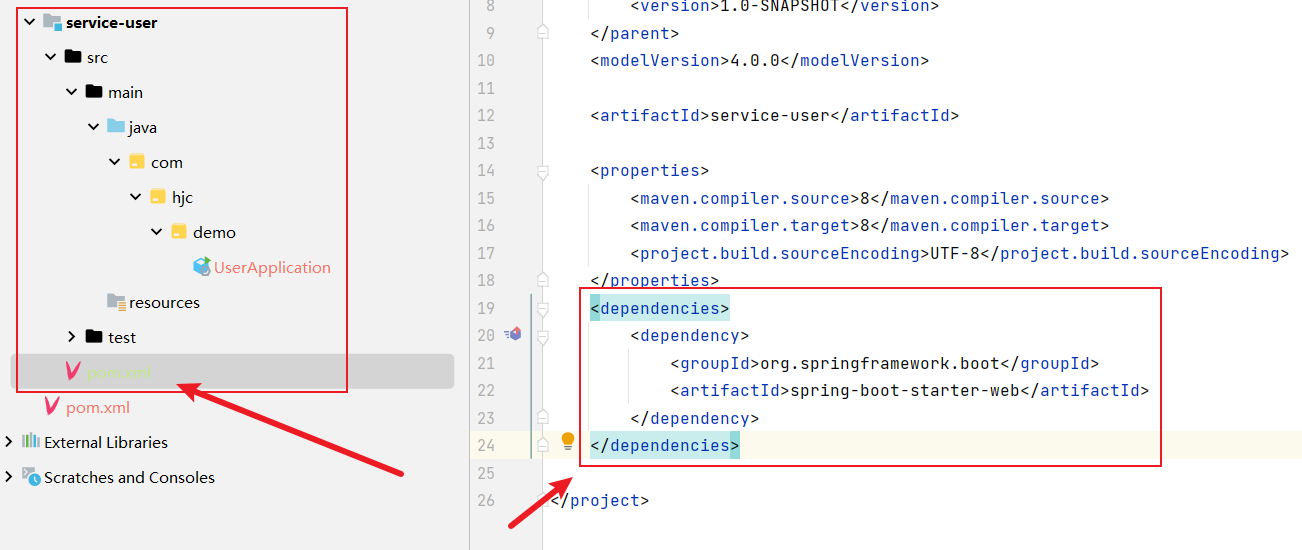 service-user
src
main
java
com
hjc
demo
UserApplication
resources
test
pom.xml
pom.xml
External Libraries
Scratches and Consoles
8 <version>1.0-SNAPSHOT</version>
9 </parent>
10 <modelVersion>4.0.0</modelVersion>
11
12 <artifactId>service-user</artifactId>
13
14 <properties>
15 <maven.compiler.source>8</maven.compiler.source>
16 <maven.compiler.target>8</maven.compiler.target>
17 <project.build.sourceEncoding>UTF-8</project.build.sourceEncoding>
18 </properties>
19 <dependencies>
20 <dependency>
21 <groupId>org.springframework.boot</groupId>
22 <artifactId>spring-boot-starter-web</artifactId>
23 </dependency>
24 </dependencies>
25
26 </project>